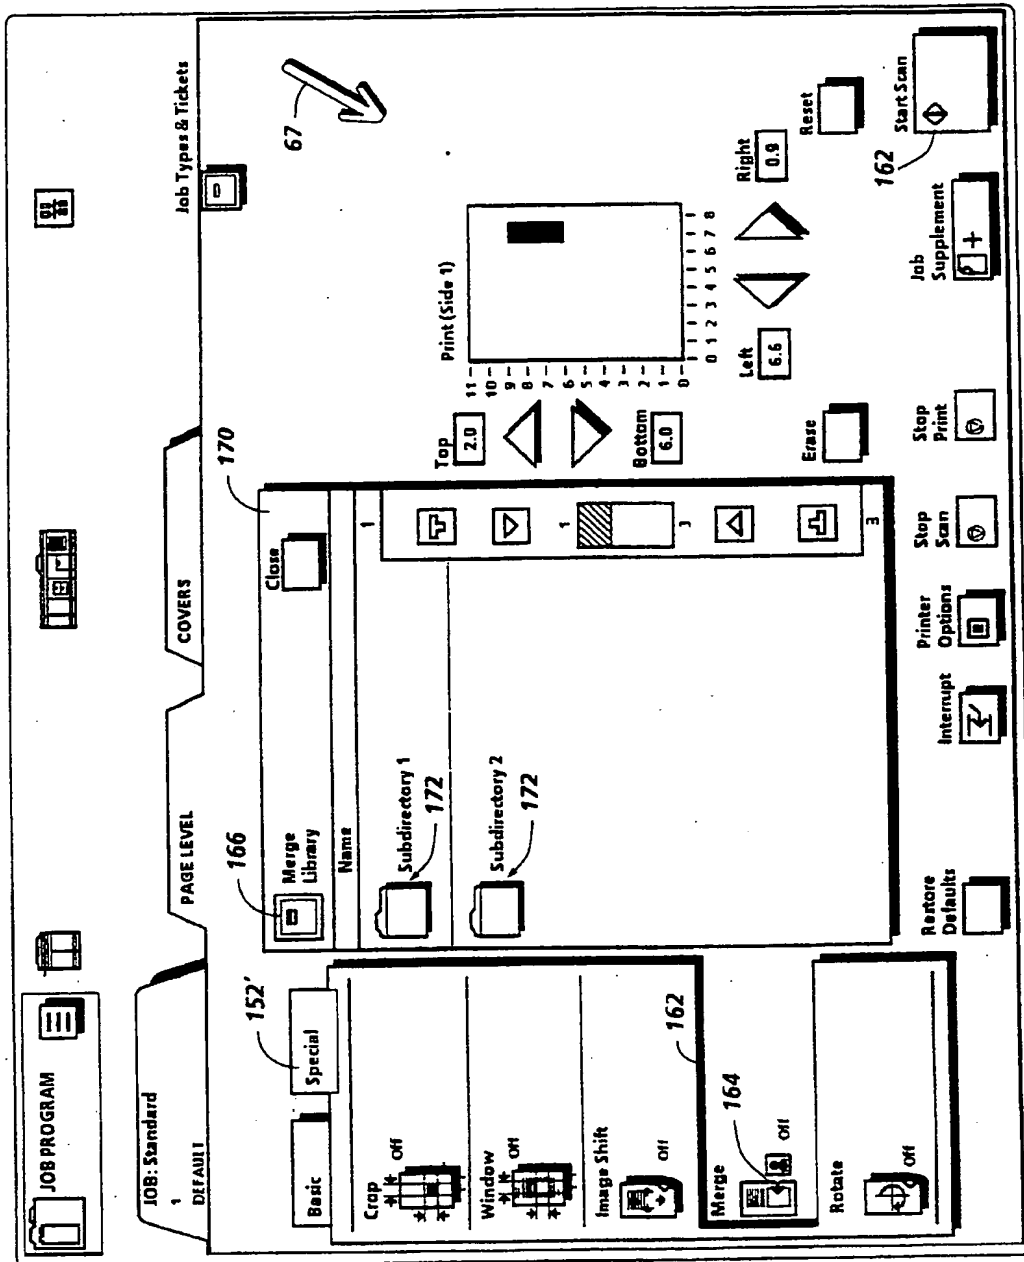 JOB PROGRAM
Job Types & Tickets
JOB: Standard
1
DEFAULT
PAGE LEVEL
COVERS
Basic
Special
152'
166
170
67
Crop
Off
Window
Off
Image Shift
Off
162
Merge
164
Off
Rotate
Off
Merge
Library
Close
Name
1
Subdirectory 1
172
Subdirectory 2
172
1
3
3
Top
2.0
Bottom
6.0
Print (Side 1)
11
10
9
8
7
6
5
4
3
2
1
0
0 1 2 3 4 5 6 7 8
Left
6.6
Right
0.9
Erase
Reset
Restore
Defaults
Interrupt
Printer
Options
Stop
Scan
Stop
Print
Job
Supplement
162
Start Scan